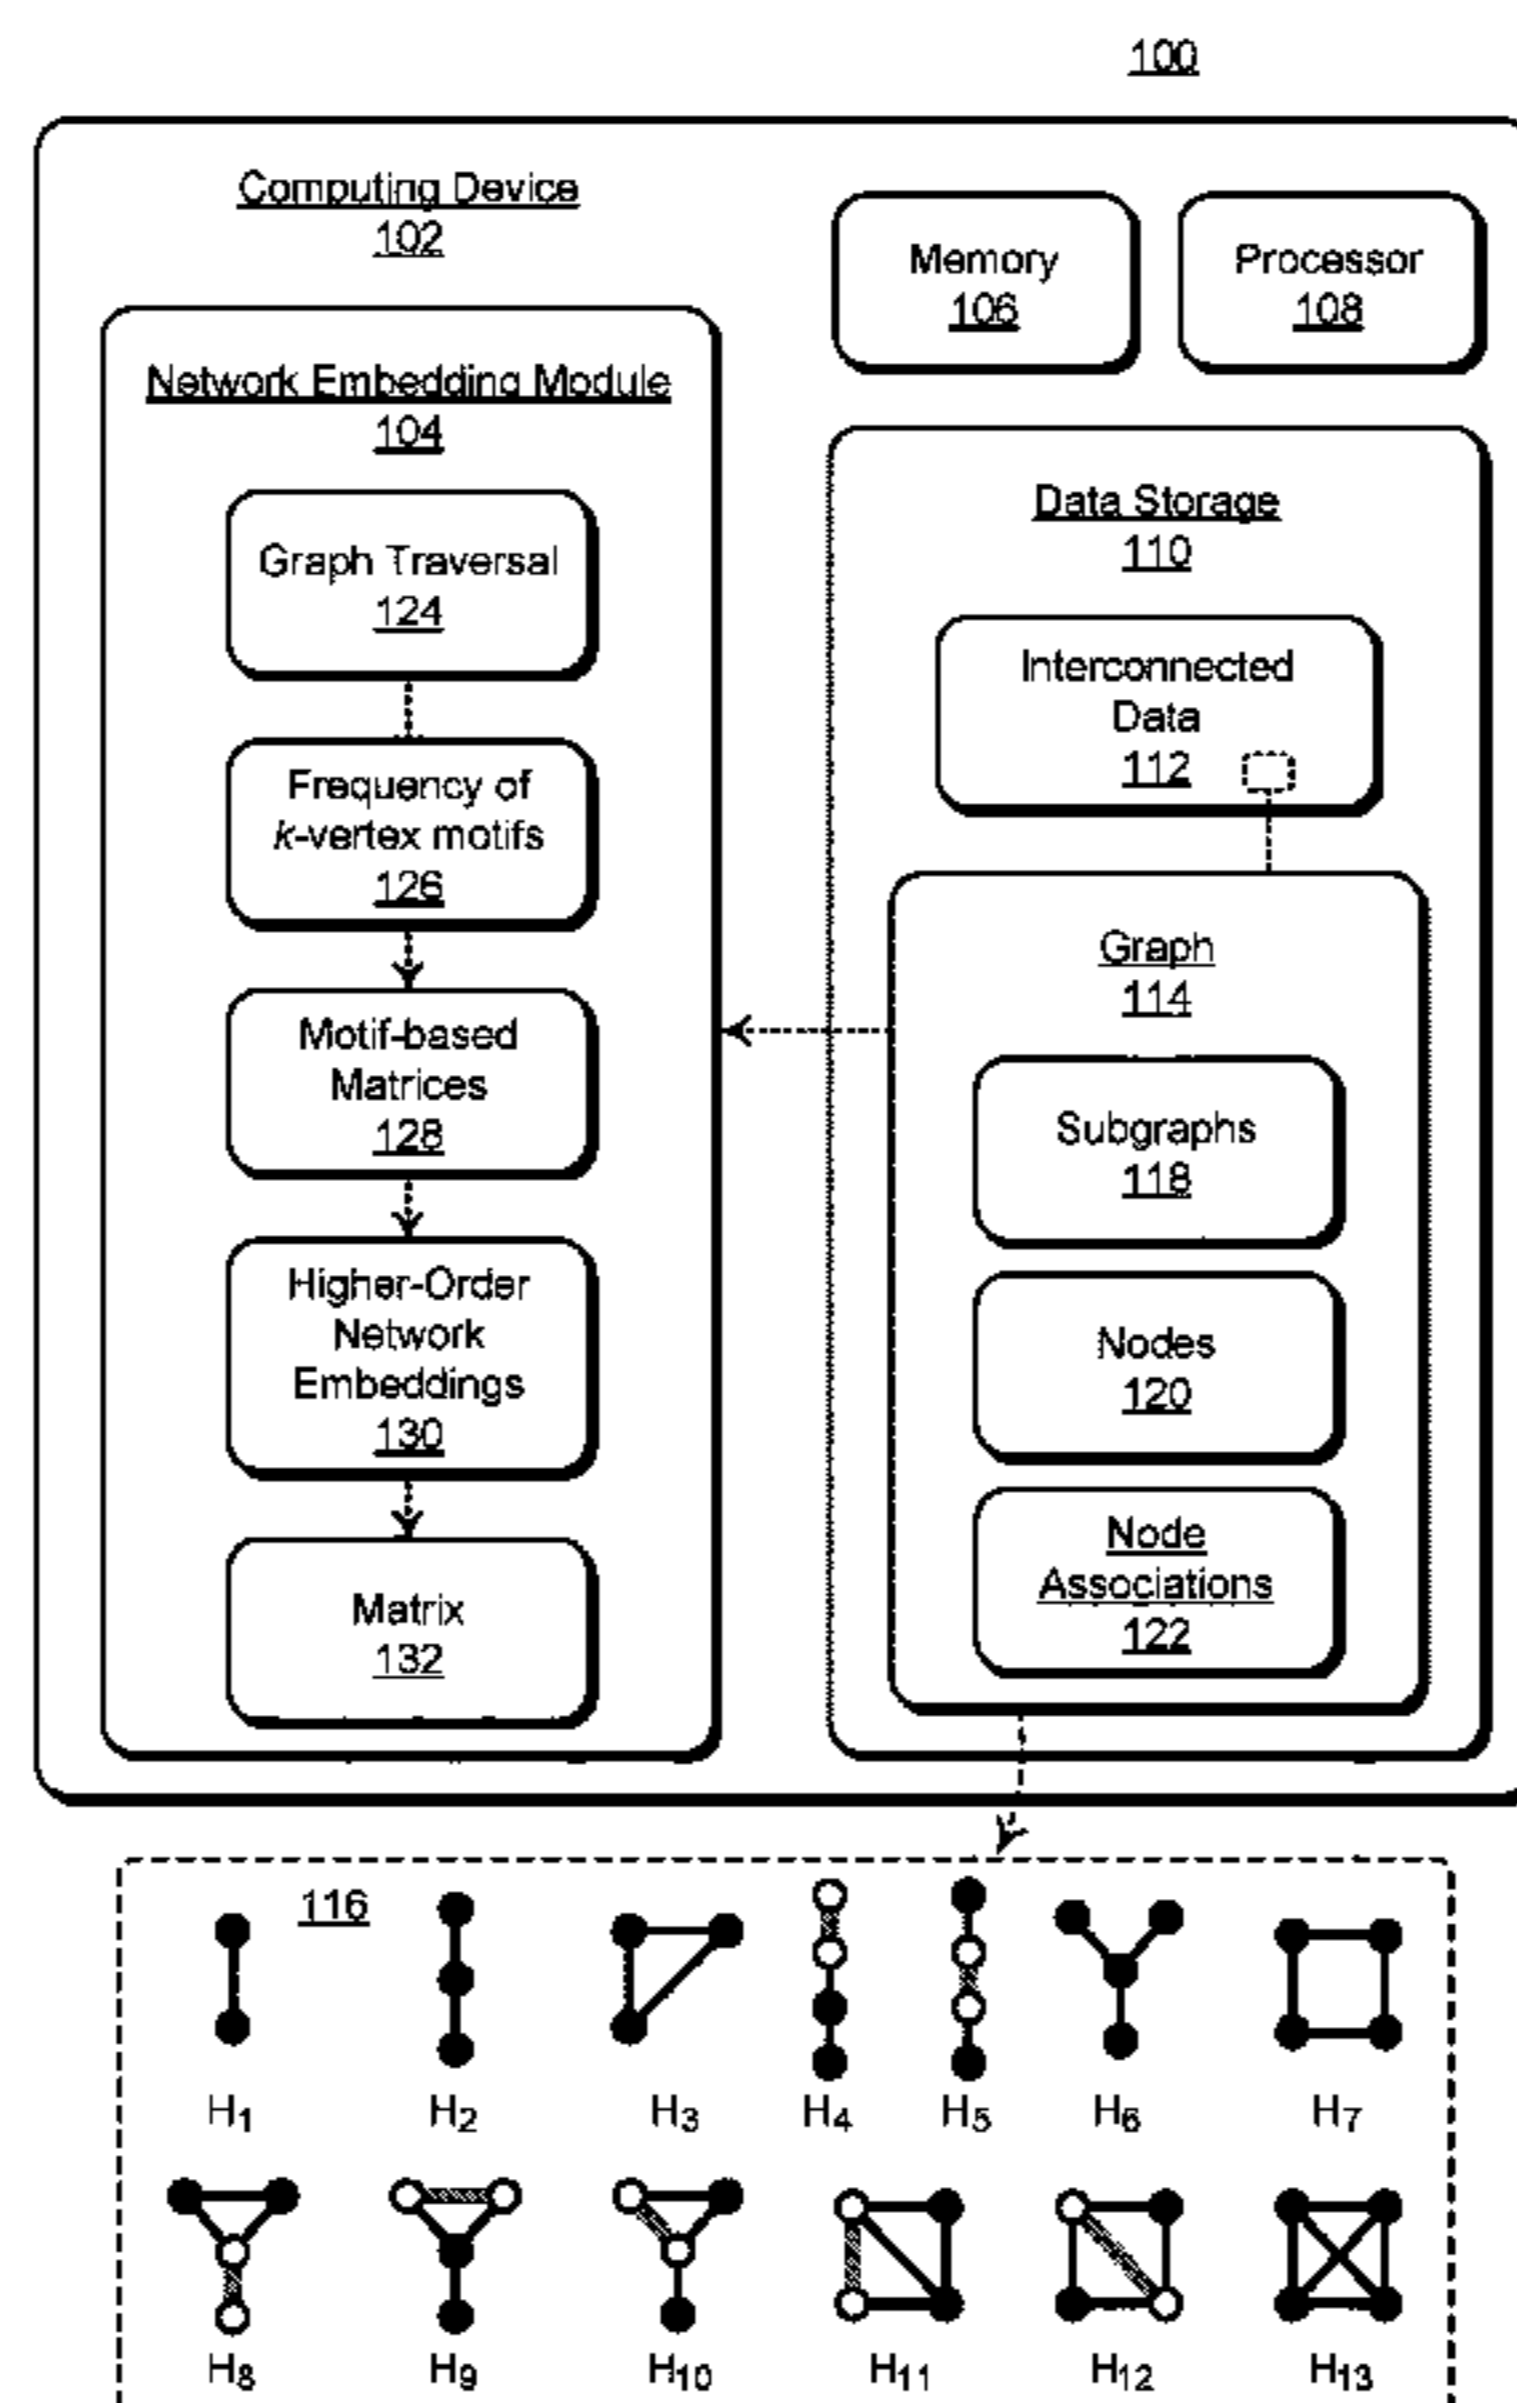 100
Computing Device
102
Memory
106
Processor
108
Network Embedding Module
104
Graph Traversal
124
Frequency of
k-vertex motifs
126
Motif-based
Matrices
128
Higher-Order
Network
Embeddings
130
Matrix
132
Data Storage
110
Interconnected
Data
112
Graph
114
Subgraphs
118
Nodes
120
Node
Associations
122
116
H1 H2 H3 H4 H5 H6 H7
H8 H9 H10 H11 H12 H13